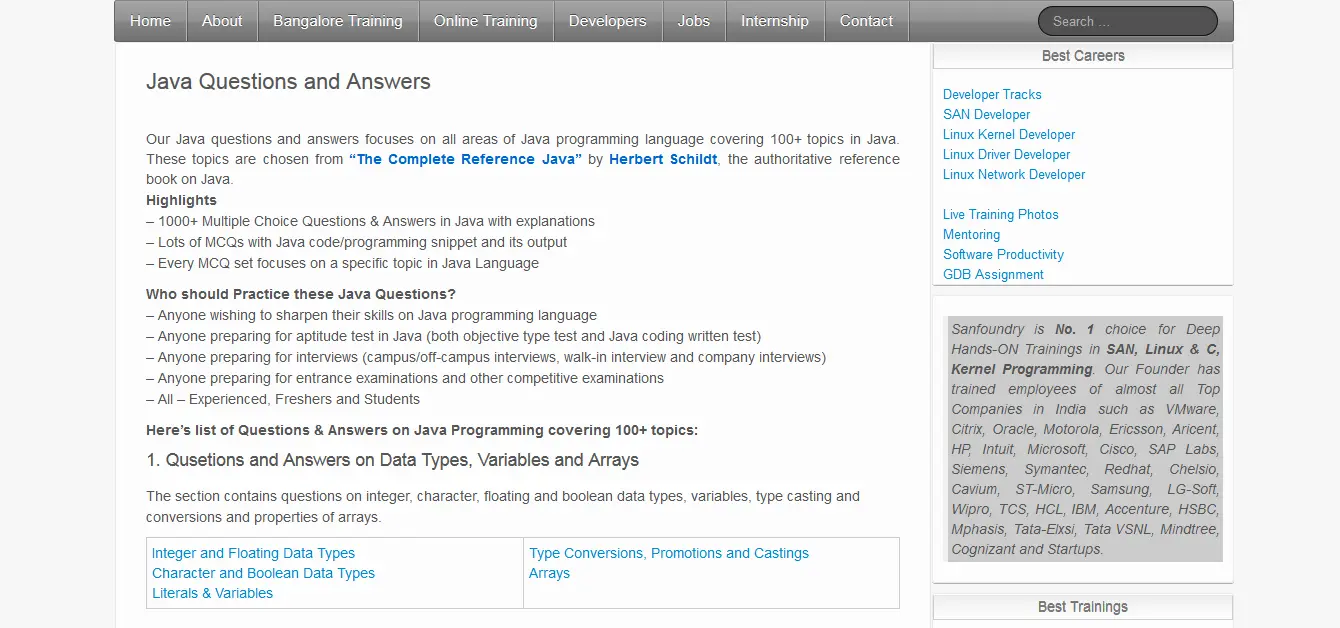 Home About Bangalore Training Online Training Developers Jobs Internship Contact Search ...
Java Questions and Answers
Our Java questions and answers focuses on all areas of Java programming language covering 100+ topics in Java.
These topics are chosen from “The Complete Reference Java” by Herbert Schildt, the authoritative reference
book on Java.
Highlights
– 1000+ Multiple Choice Questions & Answers in Java with explanations
– Lots of MCQs with Java code/programming snippet and its output
– Every MCQ set focuses on a specific topic in Java Language
Who should Practice these Java Questions?
– Anyone wishing to sharpen their skills on Java programming language
– Anyone preparing for aptitude test in Java (both objective type test and Java coding written test)
– Anyone preparing for interviews (campus/off-campus interviews, walk-in interview and company interviews)
– Anyone preparing for entrance examinations and other competitive examinations
– All – Experienced, Freshers and Students
Here’s list of Questions & Answers on Java Programming covering 100+ topics:
1. Qusetions and Answers on Data Types, Variables and Arrays
The section contains questions on integer, character, floating and boolean data types, variables, type casting and
conversions and properties of arrays.
Integer and Floating Data Types
Character and Boolean Data Types
Literals & Variables
Type Conversions, Promotions and Castings
Arrays
Best Careers
Developer Tracks
SAN Developer
Linux Kernel Developer
Linux Driver Developer
Linux Network Developer
Live Training Photos
Mentoring
Software Productivity
GDB Assignment
Sanfoundry is No. 1 choice for Deep
Hands-ON Trainings in SAN, Linux & C,
Kernel Programming. Our Founder has
trained employees of almost all Top
Companies in India such as VMware,
Citrix, Oracle, Motorola, Ericsson, Aricent,
HP, Intuit, Microsoft, Cisco, SAP Labs,
Siemens, Symantec, Redhat, Chelsio,
Cavium, ST-Micro, Samsung, LG-Soft,
Wipro, TCS, HCL, IBM, Accenture, HSBC,
Mphasis, Tata-Elxsi, Tata VSNL, Mindtree,
Cognizant and Startups.
Best Trainings